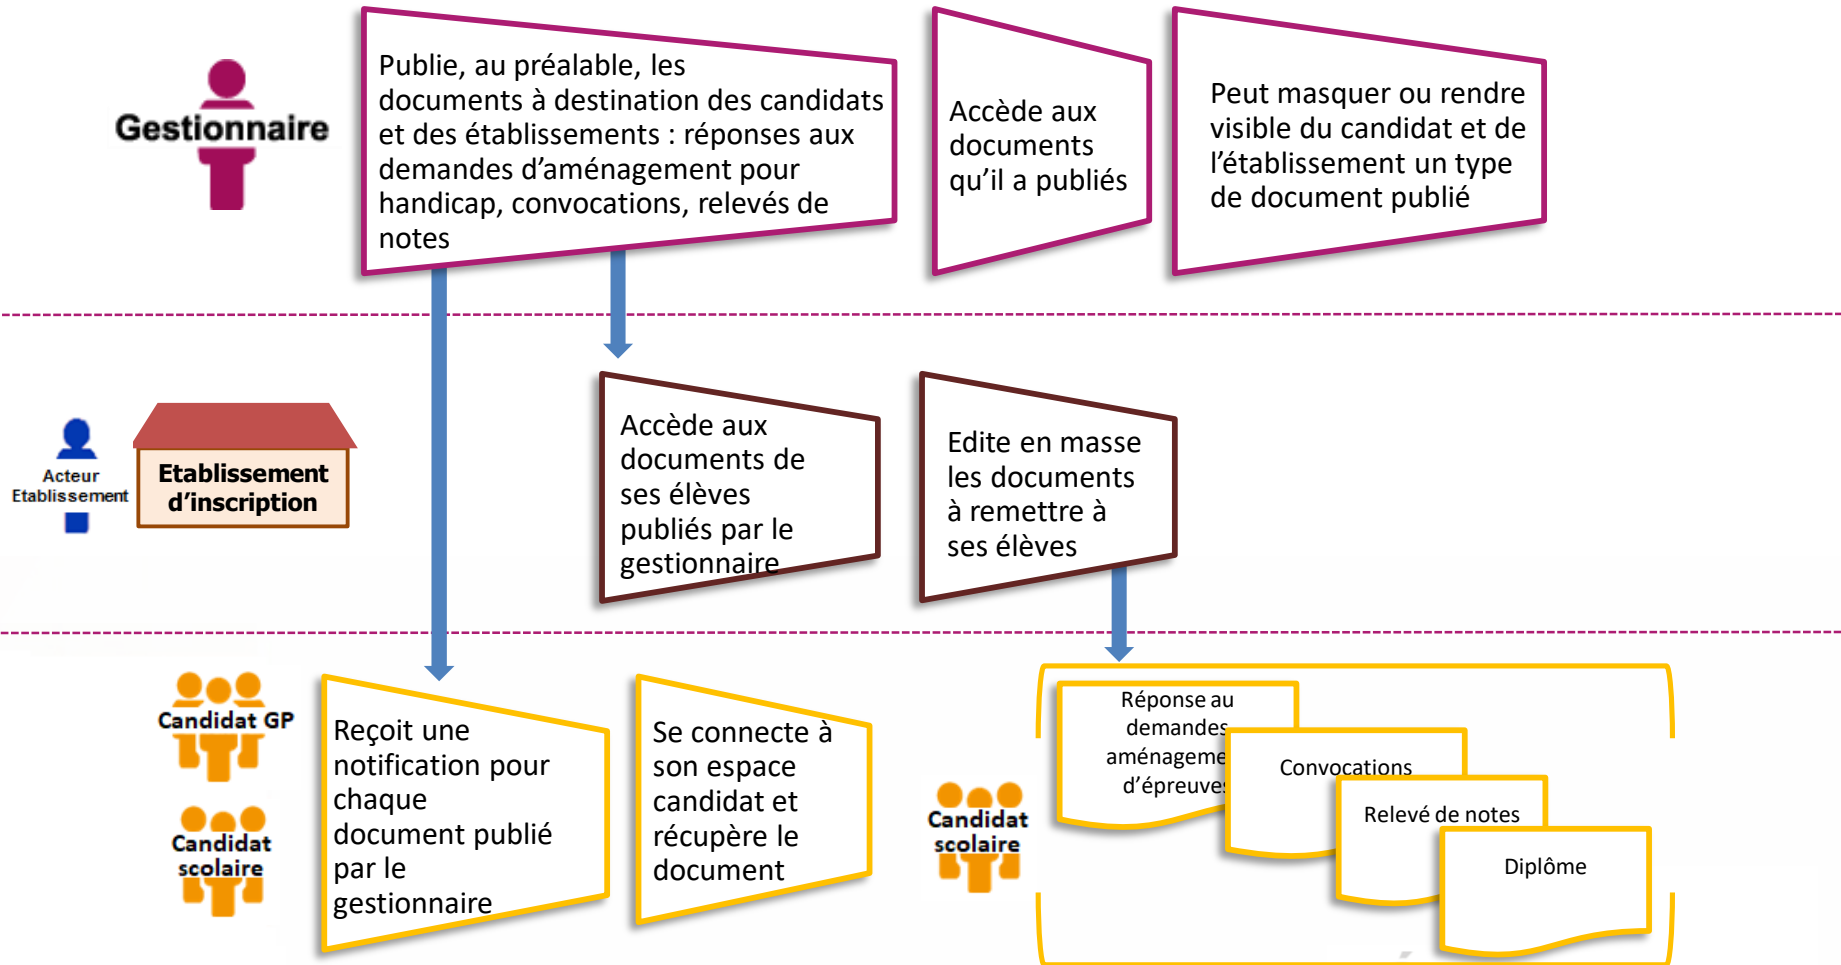 Gestionnaire
Publie, au préalable, les
documents à destination des candidats
et des établissements : réponses aux
demandes d’aménagement pour
handicap, convocations, relevés de
notes
Accède aux
documents
qu’il a publiés
Peut masquer ou rendre
visible du candidat et de
l’établissement un type
de document publié
Acteur
Etablissement
Etablissement
d’inscription
Accède aux
documents de
ses élèves
publiés par le
gestionnaire
Edite en masse
les documents
à remettre à
ses élèves
Candidat GP
Candidat
scolaire
Reçoit une
notification pour
chaque
document publié
par le
gestionnaire
Se connecte à
son espace
candidat et
récupère le
document
Candidat
scolaire
Réponse au
demandes
aménageme
d’épreuves
Convocations
Relevé de notes
Diplôme